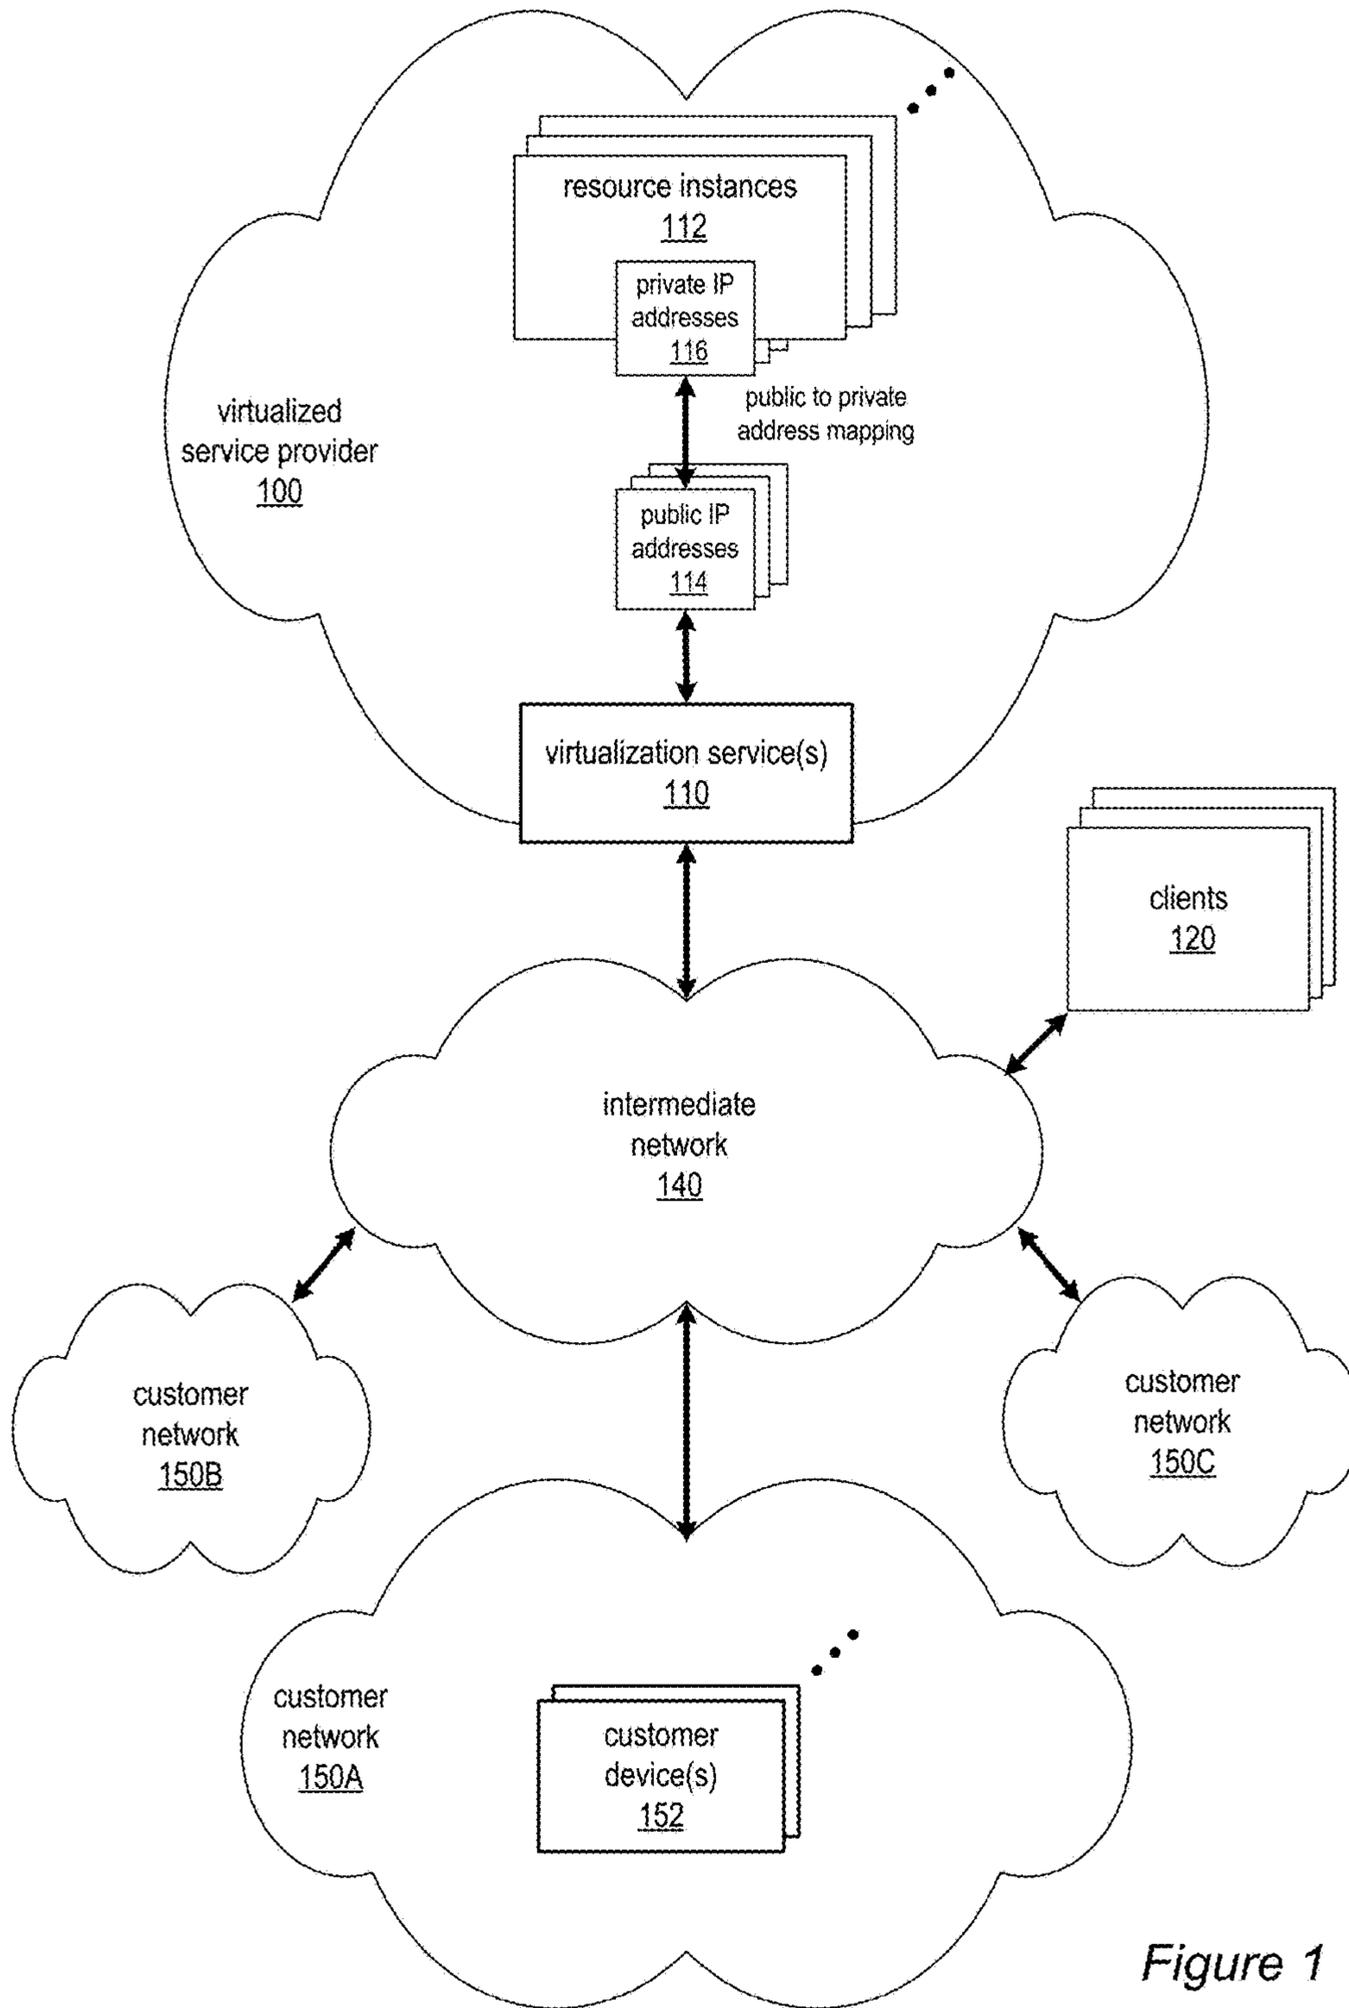 resource instances
112
private IP
addresses
116
public to private
address mapping
virtualized
service provider
100
public IP
addresses
114
virtualization service(s)
110
clients
120
intermediate
network
140
customer
network
150B
customer
network
150C
customer
network
150A
customer
device(s)
152
Figure 1